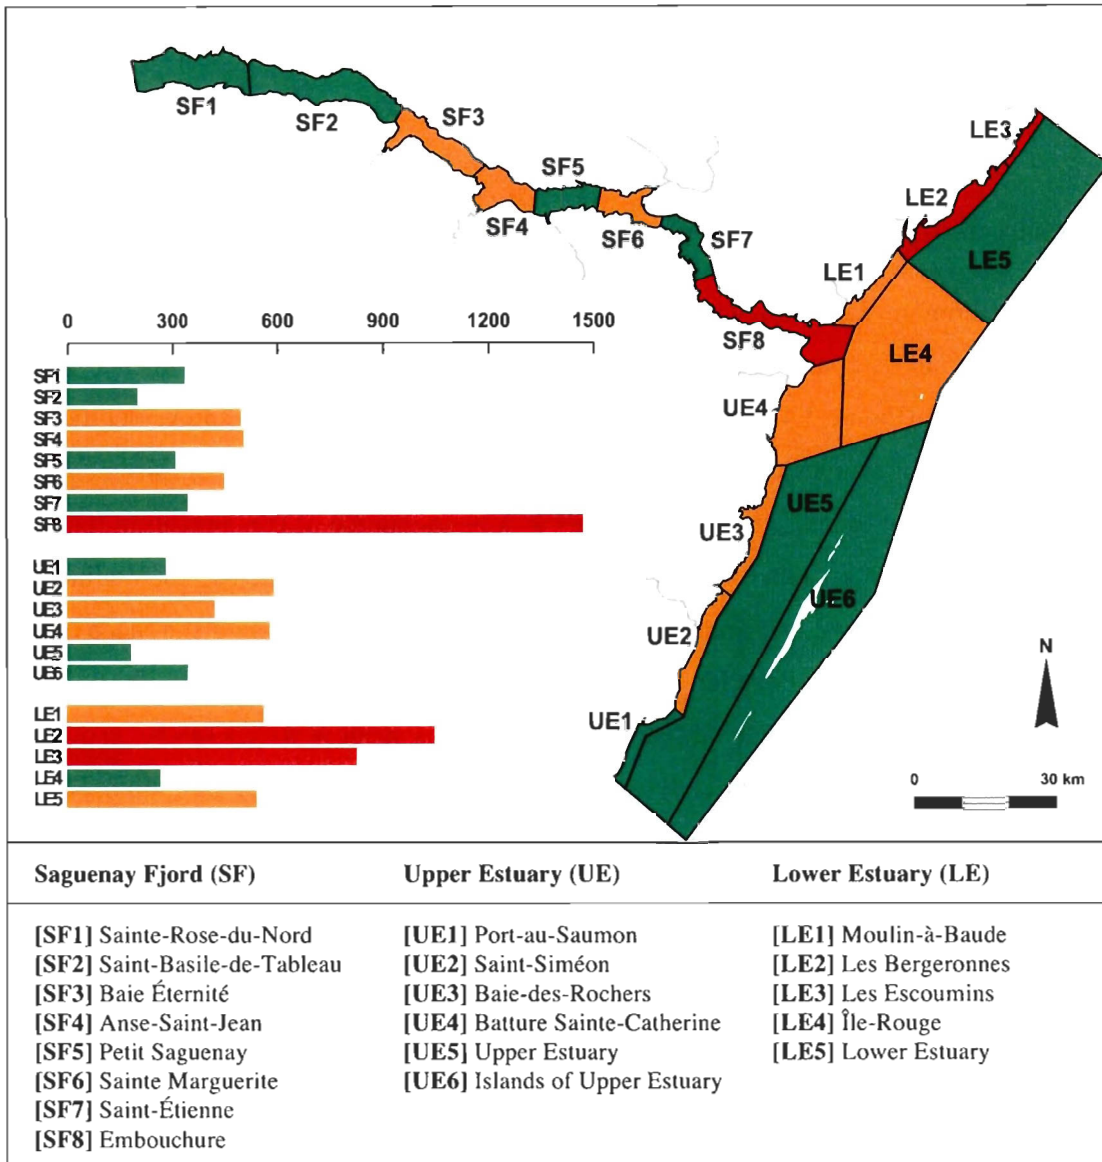 SF1
SF2
SF3
SF4
SF5
SF6
SF7
SF8
LE3
LE2
LE5
LE1
LE4
UE4
UE5
UE3
UE6
UE2
UE1
N
0 30 km
0 300 600 900 1200 1500
SF1
SF2
SF3
SF4
SF5
SF6
SF7
SF8
UE1
UE2
UE3
UE4
UE5
UE6
LE1
LE2
LE3
LE4
LE5
Saguenay Fjord (SF) Upper Estuary (UE) Lower Estuary (LE)
[SF1] Sainte-Rose-du-Nord [UE1] Port-au-Saumon [LE1] Moulin-à-Baude
[SF2] Saint-Basile-de-Tableau [UE2] Saint-Siméon [LE2] Les Bergeronnes
[SF3] Baie Éternité [UE3] Baie-des-Rochers [LE3] Les Escoumins
[SF4] Anse-Saint-Jean [UE4] Batture Sainte-Catherine [LE4] Île-Rouge
[SF5] Petit Saguenay [UE5] Upper Estuary [LE5] Lower Estuary
[SF6] Sainte Marguerite [UE6] Islands of Upper Estuary
[SF7] Saint-Étienne
[SF8] Embouchure